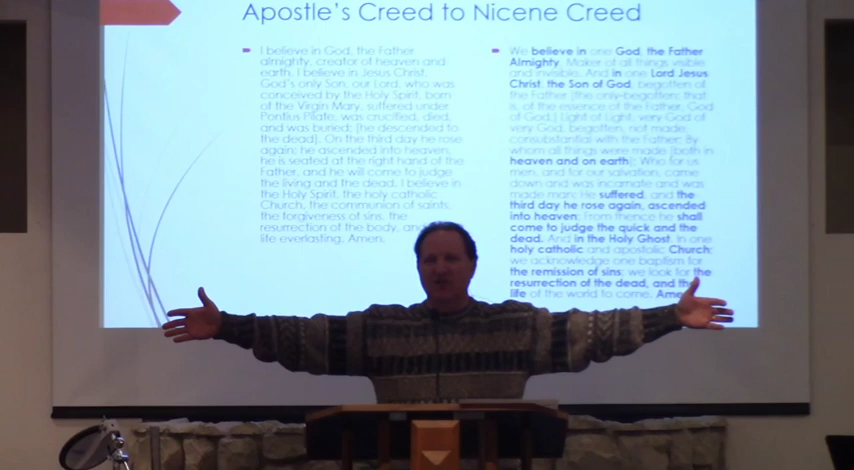 Apostle's Creed to Nicene Creed
I believe in God, the Father
almighty, creator of heaven and
earth. I believe in Jesus Christ,
God's only Son, our Lord, who was
conceived by the Holy Spirit, born
of the Virgin Mary, suffered under
Pontius Pilate, was crucified, died,
and was buried; [he descended to
the dead]. On the third day he rose
again; he ascended into heaven,
he is seated at the right hand of the
Father, and he will come to judge
the living and the dead. I believe in
the Holy Spirit, the holy catholic
Church, the communion of saints,
the forgiveness of sins, the
resurrection of the body, and
life everlasting. Amen.
We believe in one God, the Father
Almighty, Maker of all things visible
and invisible. And in one Lord Jesus
Christ, the Son of God, begotten of
the Father [the only-begotten; that
is, of the essence of the Father, God
of God,] Light of Light, very God of
very God, begotten, not made,
consubstantial with the Father; By
whom all things were made [both in
heaven and on earth]; Who for us
men, and for our salvation, came
down and was incarnate and was
made man; He suffered, and the
third day he rose again, ascended
into heaven; From thence he shall
come to judge the quick and the
dead. And in the Holy Ghost. In one
holy catholic and apostolic Church;
we acknowledge one baptism for
the remission of sins; we look for the
resurrection of the dead, and the
life of the world to come. Amen